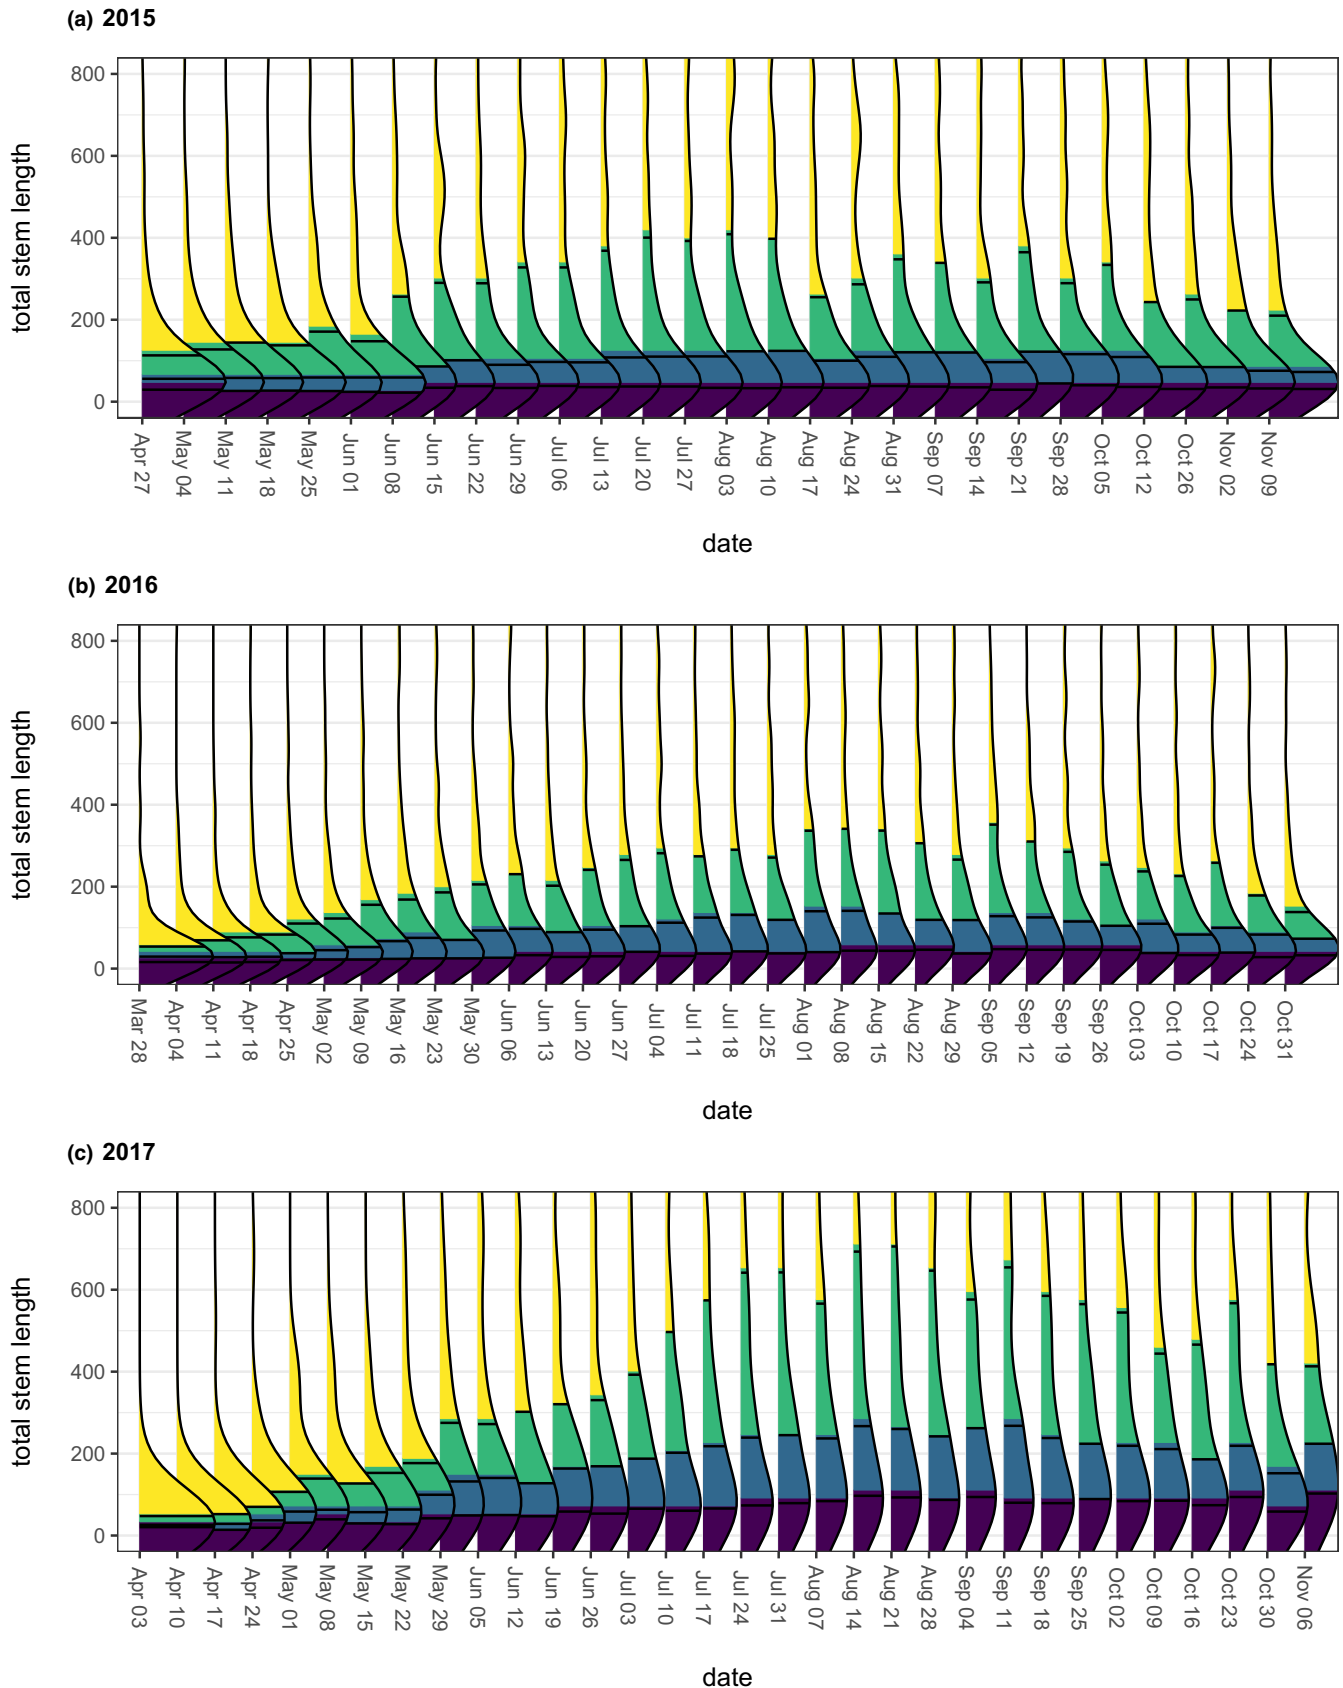 (a) 2015
total stem length
800
600
400
200
0
Apr 27 May 04 May 11 May 18 May 25 Jun 01 Jun 08 Jun 15 Jun 22 Jun 29 Jul 06 Jul 13 Jul 20 Jul 27 Aug 03 Aug 10 Aug 17 Aug 24 Aug 31 Sep 07 Sep 14 Sep 21 Sep 28 Oct 05 Oct 12 Oct 26 Nov 02 Nov 09
date
(b) 2016
total stem length
800
600
400
200
0
Mar 28 Apr 04 Apr 11 Apr 18 Apr 25 May 02 May 09 May 16 May 23 May 30 Jun 06 Jun 13 Jun 20 Jun 27 Jul 04 Jul 11 Jul 18 Jul 25 Aug 01 Aug 08 Aug 15 Aug 22 Aug 29 Sep 05 Sep 12 Sep 19 Sep 26 Oct 03 Oct 10 Oct 17 Oct 24 Oct 31
date
(c) 2017
total stem length
800
600
400
200
0
Apr 03 Apr 10 Apr 17 Apr 24 May 01 May 08 May 15 May 22 May 29 Jun 05 Jun 12 Jun 19 Jun 26 Jul 03 Jul 10 Jul 17 Jul 24 Jul 31 Aug 07 Aug 14 Aug 21 Aug 28 Sep 04 Sep 11 Sep 18 Sep 25 Oct 02 Oct 09 Oct 16 Oct 23 Oct 30 Nov 06
date